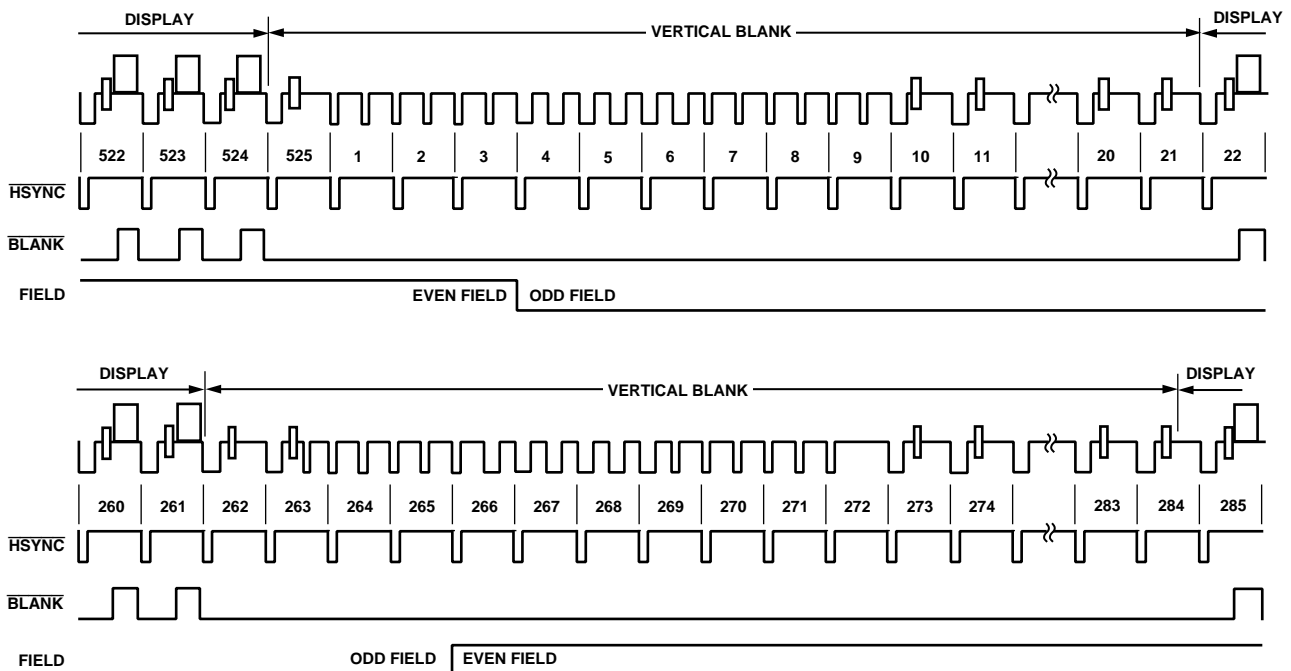 DISPLAY VERTICAL BLANK DISPLAY
522 523 524 525 1 2 3 4 5 6 7 8 9 10 11 20 21 22
HSYNC
BLANK
FIELD EVEN FIELD ODD FIELD
DISPLAY VERTICAL BLANK DISPLAY
260 261 262 263 264 265 266 267 268 269 270 271 272 273 274 283 284 285
HSYNC
BLANK
FIELD ODD FIELD EVEN FIELD